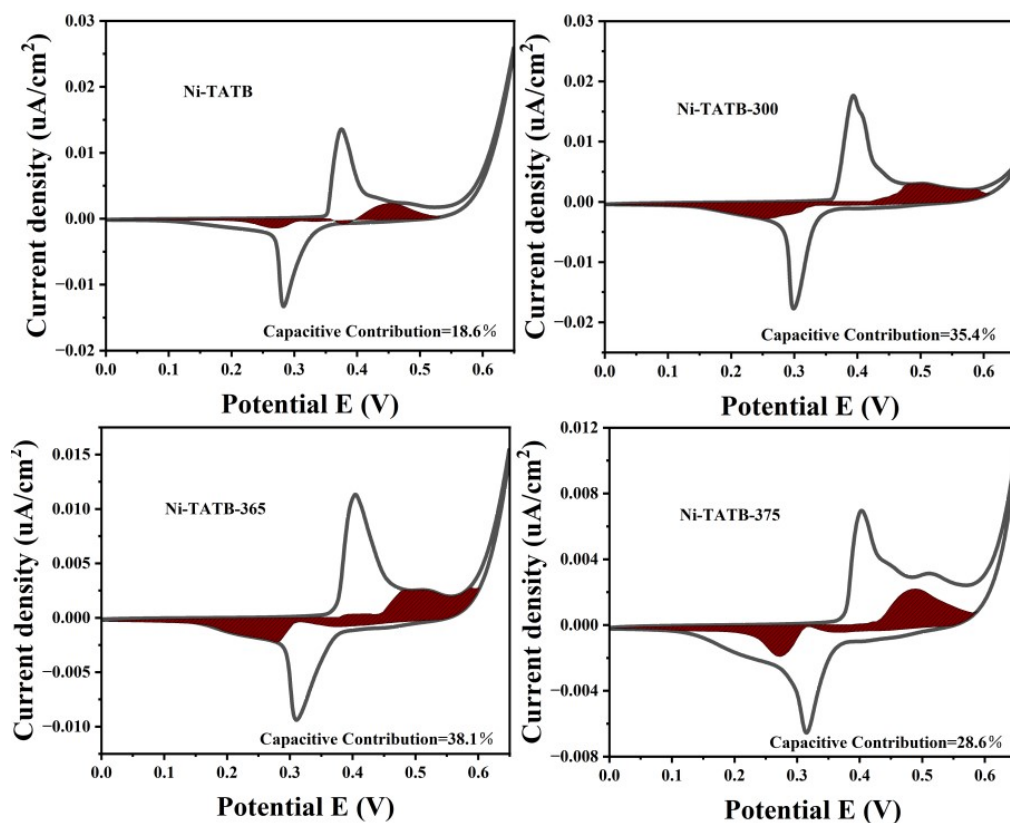 Current density (uA/cm²)
0.03
0.02
0.01
0.00
−0.01
−0.02
Ni-TATB
Capacitive Contribution=18.6%
0.0 0.1 0.2 0.3 0.4 0.5 0.6
Potential E (V)
Current density (uA/cm²)
0.03
0.02
0.01
0.00
−0.01
−0.02
Ni-TATB-300
Capacitive Contribution=35.4%
0.0 0.1 0.2 0.3 0.4 0.5 0.6
Potential E (V)
Current density (uA/cm²)
0.015
0.010
0.005
0.000
−0.005
−0.010
Ni-TATB-365
Capacitive Contribution=38.1%
0.0 0.1 0.2 0.3 0.4 0.5 0.6
Potential E (V)
Current density (uA/cm²)
0.012
0.008
0.004
0.000
−0.004
−0.008
Ni-TATB-375
Capacitive Contribution=28.6%
0.0 0.1 0.2 0.3 0.4 0.5 0.6
Potential E (V)